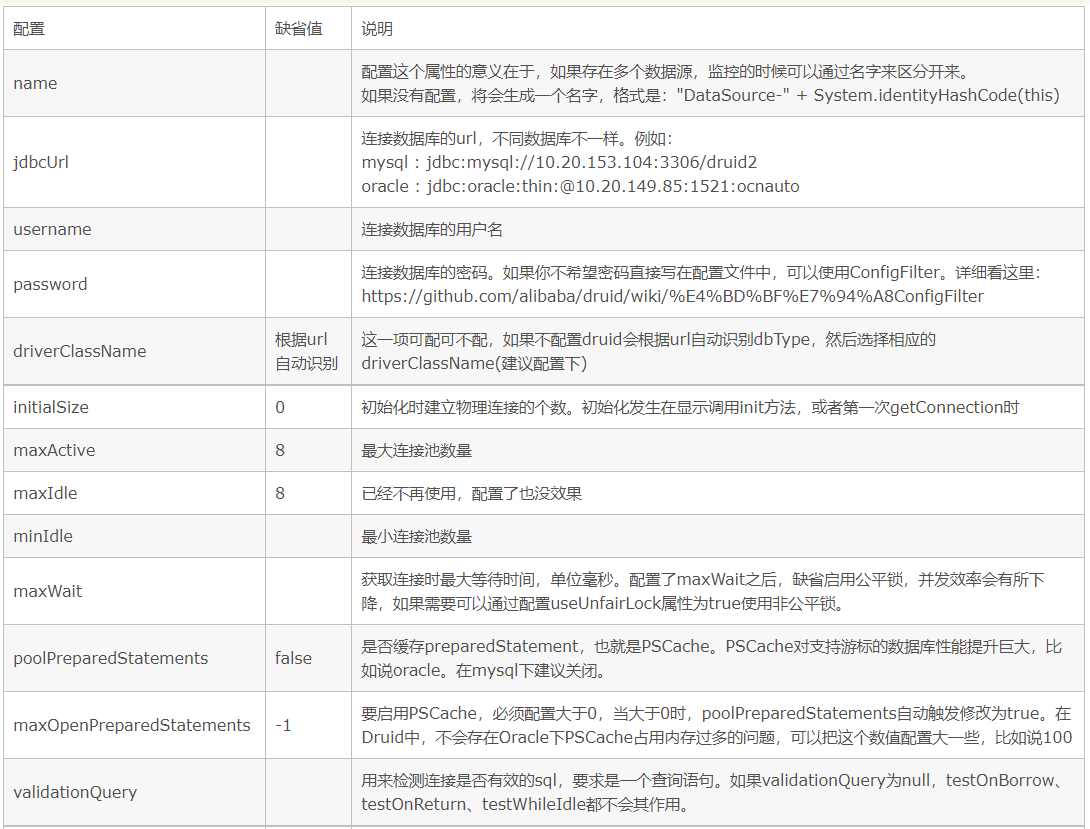 配置 缺省值 说明
name 配置这个属性的意义在于，如果存在多个数据源，监控的时候可以通过名字来区分开来。
如果没有配置，将会生成一个名字，格式是："DataSource-" + System.identityHashCode(this)
jdbcUrl 连接数据库的url，不同数据库不一样。例如：
mysql : jdbc:mysql://10.20.153.104:3306/druid2
oracle : jdbc:oracle:thin:@10.20.149.85:1521:ocnauto
username 连接数据库的用户名
password 连接数据库的密码。如果你不希望密码直接写在配置文件中，可以使用ConfigFilter。详细看这里：
https://github.com/alibaba/druid/wiki/%E4%BD%BF%E7%94%A8ConfigFilter
driverClassName 根据url 这一项可配可不配，如果不配置druid会根据url自动识别dbType，然后选择相应的
自动识别 driverClassName(建议配置下)
initialSize 0 初始化时建立物理连接的个数。初始化发生在显示调用init方法，或者第一次getConnection时
maxActive 8 最大连接池数量
maxIdle 8 已经不再使用，配置了也没效果
minIdle 最小连接池数量
maxWait 获取连接时最大等待时间，单位毫秒。配置了maxWait之后，缺省启用公平锁，并发效率会有所下
降，如果需要可以通过配置useUnfairLock属性为true使用非公平锁。
poolPreparedStatements false 是否缓存preparedStatement，也就是PSCache。PSCache对支持游标的数据库性能提升巨大，比
如说oracle。在mysql下建议关闭。
maxOpenPreparedStatements -1 要启用PSCache，必须配置大于0，当大于0时，poolPreparedStatements自动触发修改为true。在
Druid中，不会存在Oracle下PSCache占用内存过多的问题，可以把这个数值配置大一些，比如说100
validationQuery 用来检测连接是否有效的sql，要求是一个查询语句。如果validationQuery为null，testOnBorrow、
testOnReturn、testWhileIdle都不会其作用。